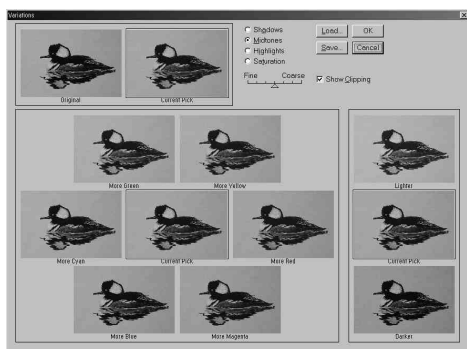 Variations
Original
Current Pick
Shadows
Midtones
Highlights
Saturation
Fine Coarse
Load...
OK
Save...
Cancel
Show Clipping
More Green
More Yellow
More Cyan
Current Pick
More Red
More Blue
More Magenta
Lighter
Current Pick
Darker